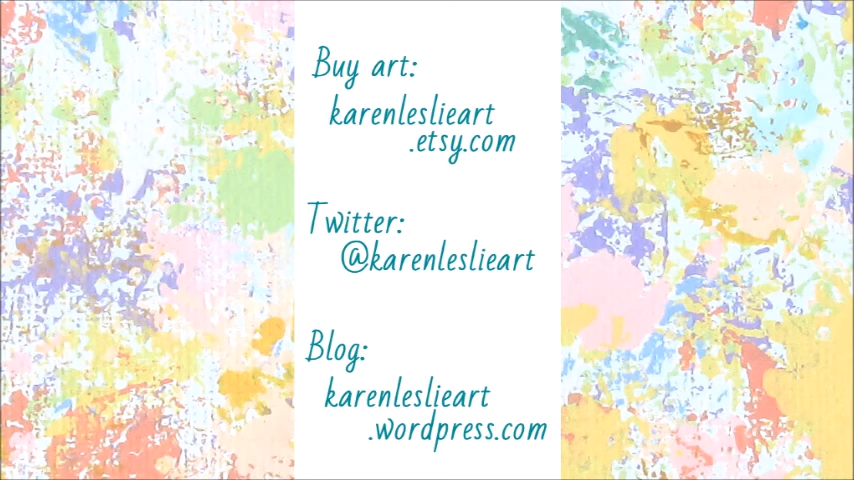 Buy art:
karenleslieart
.etsy.com
Twitter:
@karenleslieart
Blog:
karenleslieart
.wordpress.com